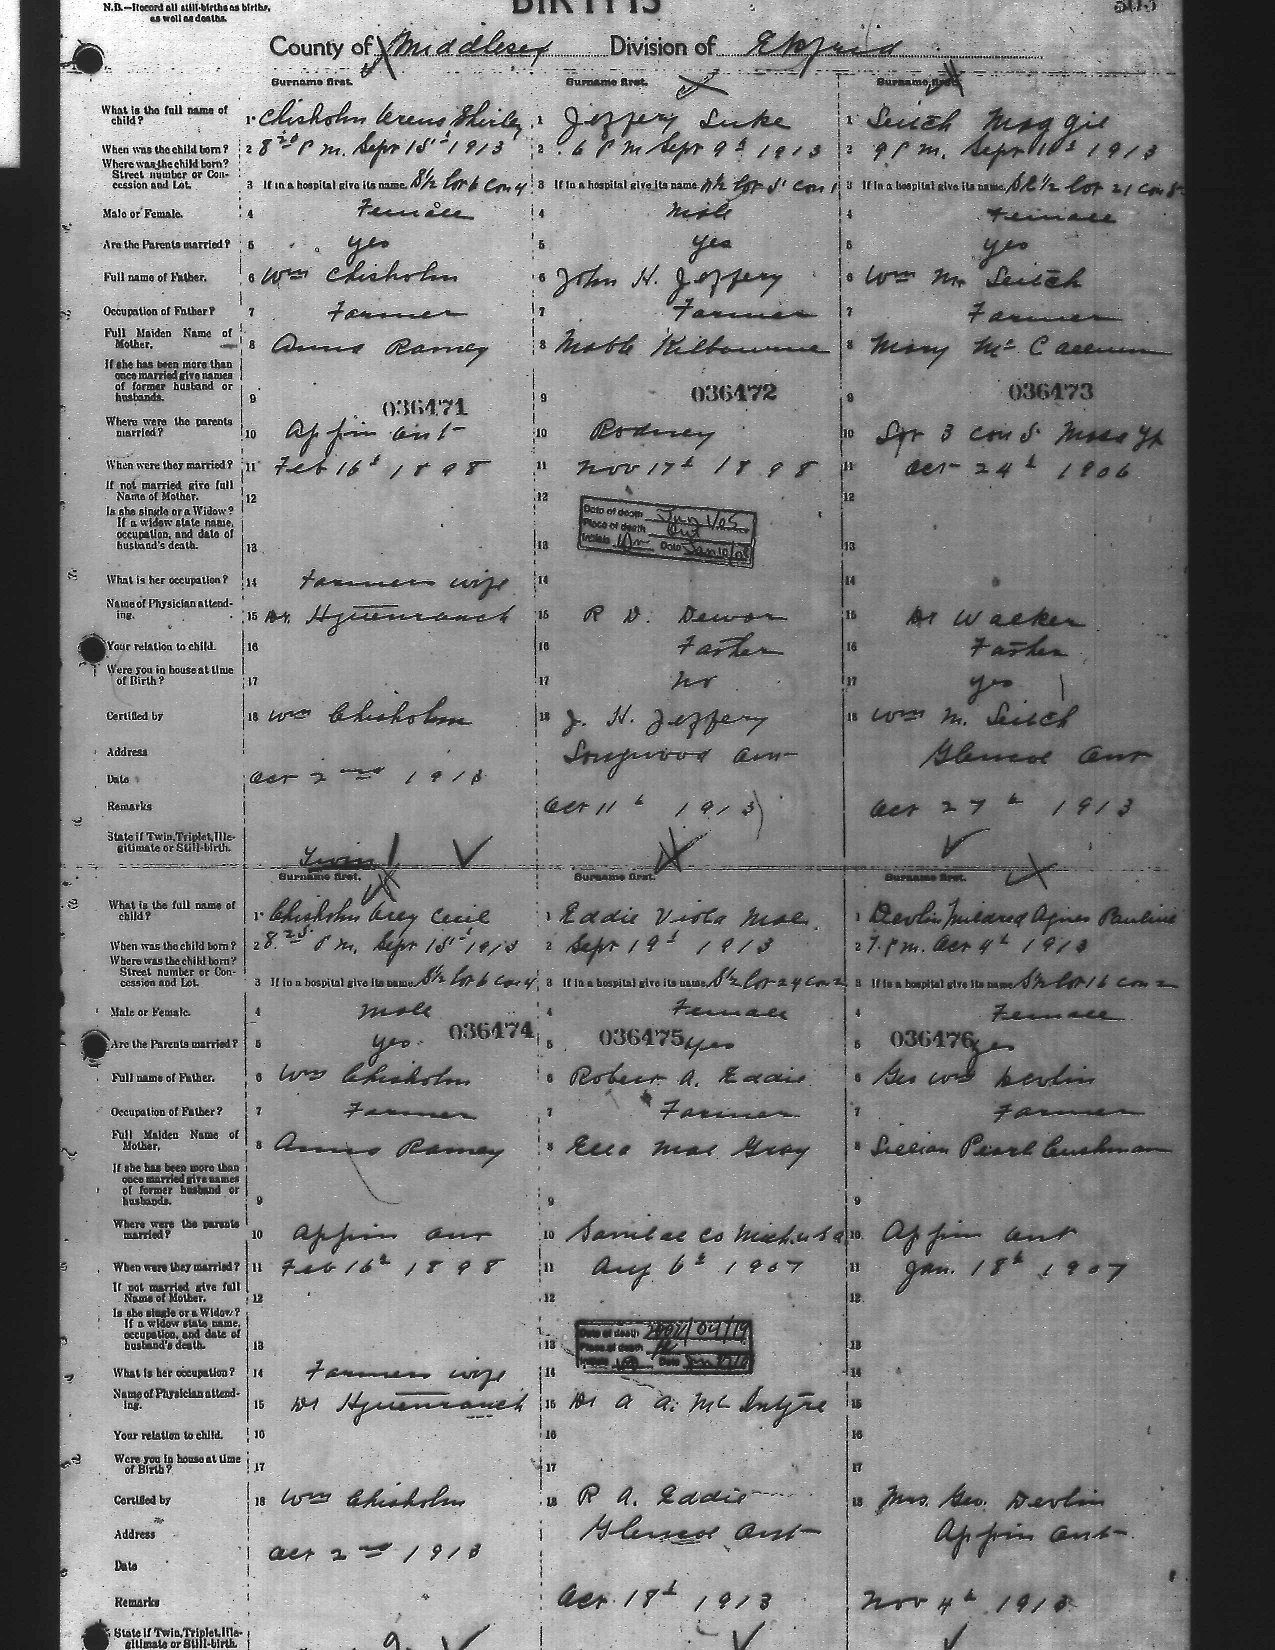 N.B.—Record all still-births as births,
as well as deaths.
BIRTHS
505
County of Middlesex Division of Ekfrid
Surname first. Surname first. Surname first.
What is the full name of child? 1 Chisholm Shirley 1 Jeffery Luke 1 Leitch Maggie
When was the child born? 2 8 20 P m. Sept 15th 1913 2 6 P m Sept 9th 1913 2 9 P m. Sept 10th 1913
Where was the child born? Street number or Concession and Lot. 3 If in a hospital give its name. S½ Lot 6 Con 4 3 If in a hospital give its name. Con 1 3 If in a hospital give its name. Lot 21 Con
Male or Female. 4 Female 4 Male 4 Female
Are the Parents married? 5 yes 5 yes 5 yes
Full name of Father. 6 Wm Chisholm 6 John H. Jeffery 6 Wm M. Leitch
Occupation of Father? 7 Farmer 7 Farmer 7 Farmer
Full Maiden Name of Mother. 8 Anna Ramey 8 Mable Kilbourne 8 Mary McCallum
If she has been more than once married give names of former husband or husbands. 9 9 9
036471 036472 036473
Where were the parents married? 10 Appin Ont 10 Rodney 10 Lot 3 con 5 Mosa Tp
When were they married? 11 Feb 16th 1898 11 Nov 17th 1898 11 Oct 24th 1906
If not married give full Name of Mother. 12 12 12
Is she single or a Widow? If a widow state name, occupation, and date of husband's death. 13 13 13
Date of death
Place of death Ont
Initials Date
What is her occupation? 14 Farmers wife 14 14
Name of Physician attending. 15 Dr. 15 R D. Dewar 15 Dr Walker
Your relation to child. 16 16 Father 16 Father
Were you in house at time of Birth? 17 17 No 17 yes
Certified by 18 Wm Chisholm 18 J. H. Jeffery 18 Wm M. Leitch
Address Longwood Ont Glencoe Ont
Date Oct 2nd 1913
Remarks Oct 11th 1913 Oct 27th 1913
State if Twin, Triplet, Illegitimate or Still-birth. Twin
Surname first. Surname first. Surname first.
What is the full name of child? 1 Chisholm Cecil 1 Eddie Viola Mae. 1 Devlin Mildred Agnes Pauline
When was the child born? 2 8 25 P m. Sept 15th 1913 2 Sept 19th 1913 2 7 P m. Oct 4th 1913
Where was the child born? Street number or Concession and Lot. 3 If in a hospital give its name S½ Lot 6 Con 4 3 If in a hospital give its name. S½ Lot 24 Con 2 3 If in a hospital give its name Lot 16 Con 2
Male or Female. 4 Male 4 Female 4 Female
Are the Parents married? 5 yes. 036474 5 036475 yes 5 036476 yes
Full name of Father. 6 Wm Chisholm 6 Robert A. Eddie 6 Geo Wm Devlin
Occupation of Father? 7 Farmer 7 Farmer 7 Farmer
Full Maiden Name of Mother. 8 Anna Ramey 8 Ella Mae Gray 8 Lillian Pearl Cushman
If she has been more than once married give names of former husband or husbands. 9 9 9
Where were the parents married? 10 Appin Ont 10 Sanilac Co Mich. U S A 10 Appin Ont
When were they married? 11 Feb 16th 1898 11 Aug 6th 1907 11 Jan. 18th 1907
If not married give full Name of Mother. 12 12 12
Is she single or a Widow? If a widow state name, occupation, and date of husband's death. 13 13 13
Date of death
Place of death
Initials Date
What is her occupation? 14 Farmers wife 14 14
Name of Physician attending. 15 Dr 15 Dr A A. McIntyre 15
Your relation to child. 16 16 16
Were you in house at time of Birth? 17 17 17
Certified by 18 Wm Chisholm 18 R A. Eddie 18 Mrs. Geo. Devlin
Address Glencoe Ont Appin Ont
Date Oct 2nd 1913
Remarks Oct. 18th 1913 Nov 4th 1913
State if Twin, Triplet, Illegitimate or Still-birth.